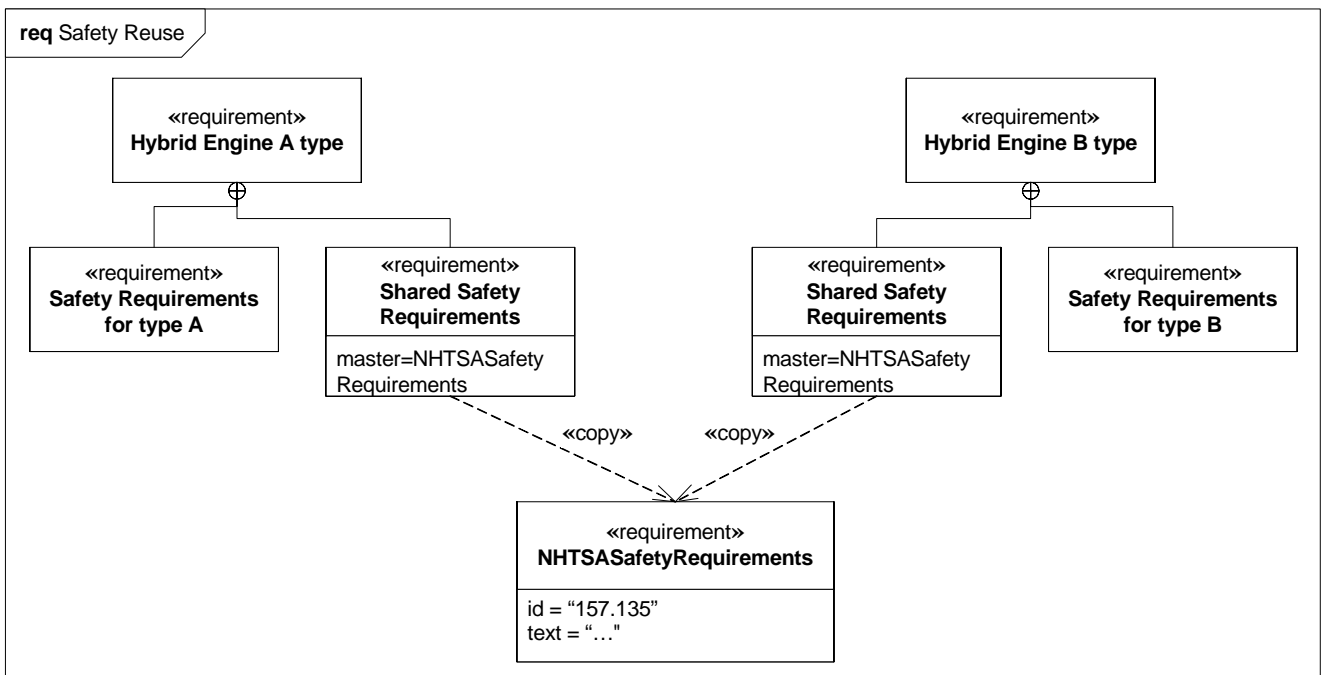 req Safety Reuse
«requirement»
Hybrid Engine A type
«requirement»
Hybrid Engine B type
«requirement»
Safety Requirements
for type A
«requirement»
Shared Safety
Requirements
master=NHTSASafety
Requirements
«requirement»
Shared Safety
Requirements
master=NHTSASafety
Requirements
«requirement»
Safety Requirements
for type B
«copy»
«copy»
«requirement»
NHTSASafetyRequirements
id = “157.135”
text = “…"